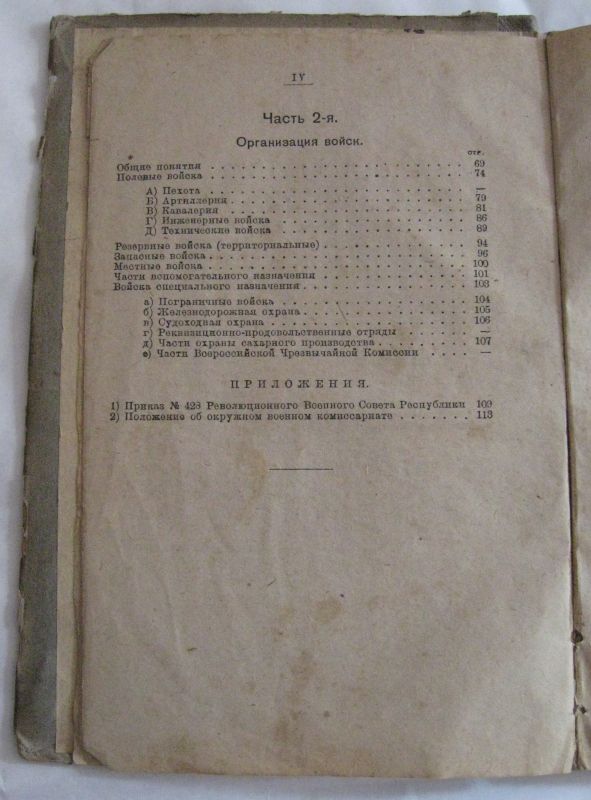 IV
Часть 2-я.
Организация войск.
стр.
Общие понятия . . . . . . . . . . . . . . . . . . . 69
Полевые войска . . . . . . . . . . . . . . . . . . . 74
А) Пехота . . . . . . . . . . . . . . . . . . . —
Б) Артиллерия . . . . . . . . . . . . . . . . . 79
В) Кавалерия . . . . . . . . . . . . . . . . . 81
Г) Инженерные войска . . . . . . . . . . . . . 86
Д) Технические войска . . . . . . . . . . . . . 89
Резервные войска (территориальные) . . . . . . . . . . 94
Запасные войска . . . . . . . . . . . . . . . . . . . 96
Местные войска . . . . . . . . . . . . . . . . . . . 100
Части вспомогательного назначения . . . . . . . . . . 101
Войска специального назначения . . . . . . . . . . . . 103
а) Пограничные войска . . . . . . . . . . . . . 104
б) Железнодорожная охрана . . . . . . . . . . . 105
в) Судоходная охрана . . . . . . . . . . . . . 106
г) Реквизиционно-продовольственные отряды . . . . . —
д) Части охраны сахарного производства . . . . . . 107
е) Части Всероссийской Чрезвычайной Комиссии . . . . —
ПРИЛОЖЕНИЯ.
1) Приказ № 428 Революционного Военного Совета Республики 109
2) Положение об окружном военном комиссариате . . . . . . . 113